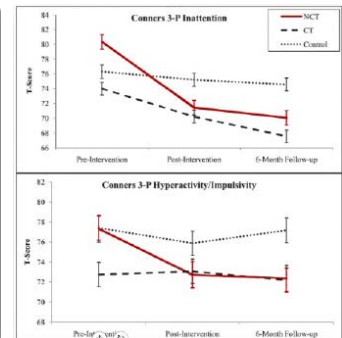 Conners 3-P Inattention
NCT
CT
Control
T-Score
84
82
80
78
76
74
72
70
68
66
Pre-Intervention Post-Intervention 6-Month Follow-up
Conners 3-P Hyperactivity/Impulsivity
T-Score
82
80
78
76
74
72
70
68
Post-Intervention 6-Month Follow-up